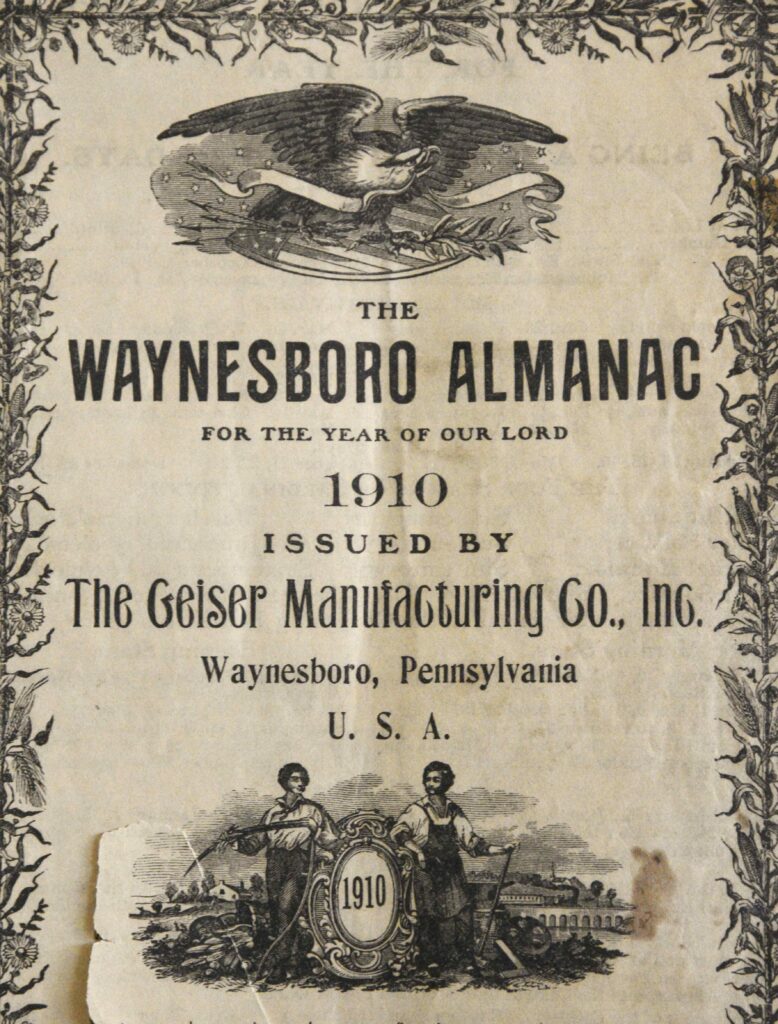 THE
WAYNESBORO ALMANAC
FOR THE YEAR OF OUR LORD
1910
ISSUED BY
The Geiser Manufacturing Co., Inc.
Waynesboro, Pennsylvania
U. S. A.
1910